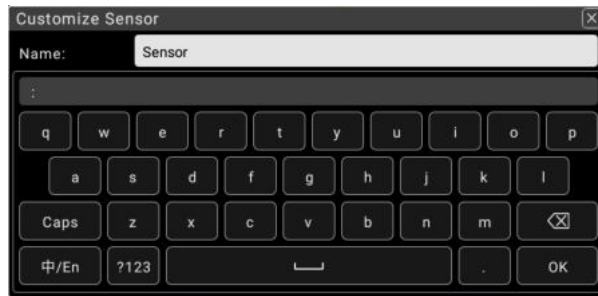 Customize Sensor
Name: Sensor
:
q w e r t y u i o p
a s d f g h j k l
Caps z x c v b n m
中/En ?123 . OK